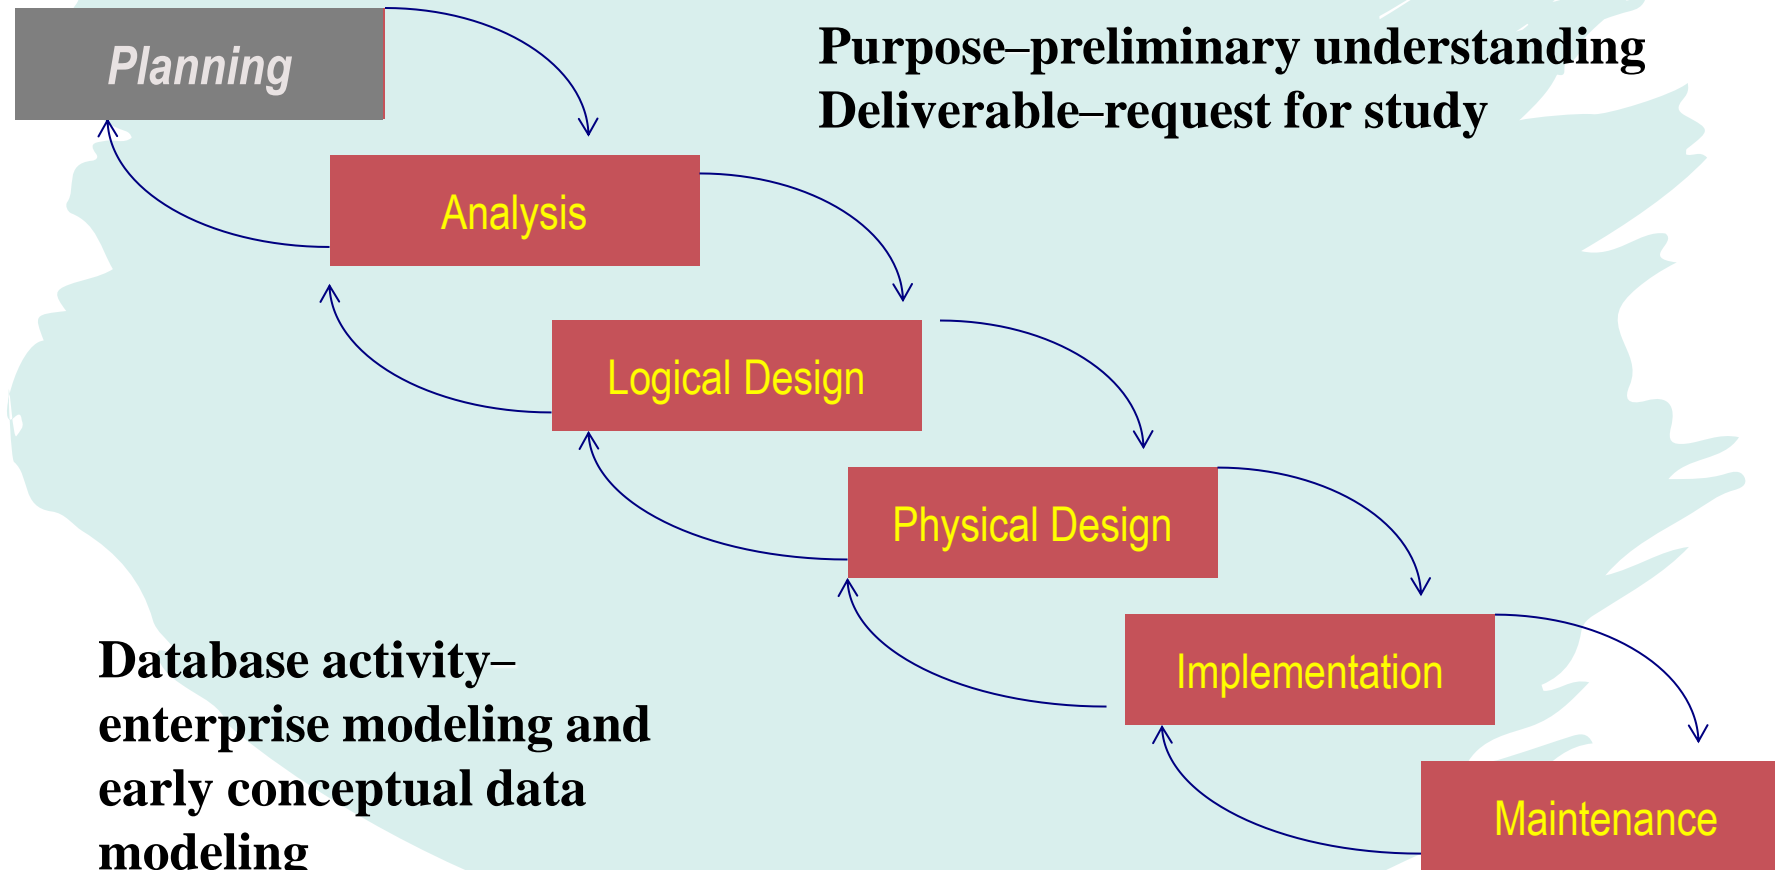 Planning
Purpose–preliminary understanding
Deliverable–request for study
Analysis
Logical Design
Physical Design
Implementation
Database activity–
enterprise modeling and
early conceptual data
modeling
Maintenance